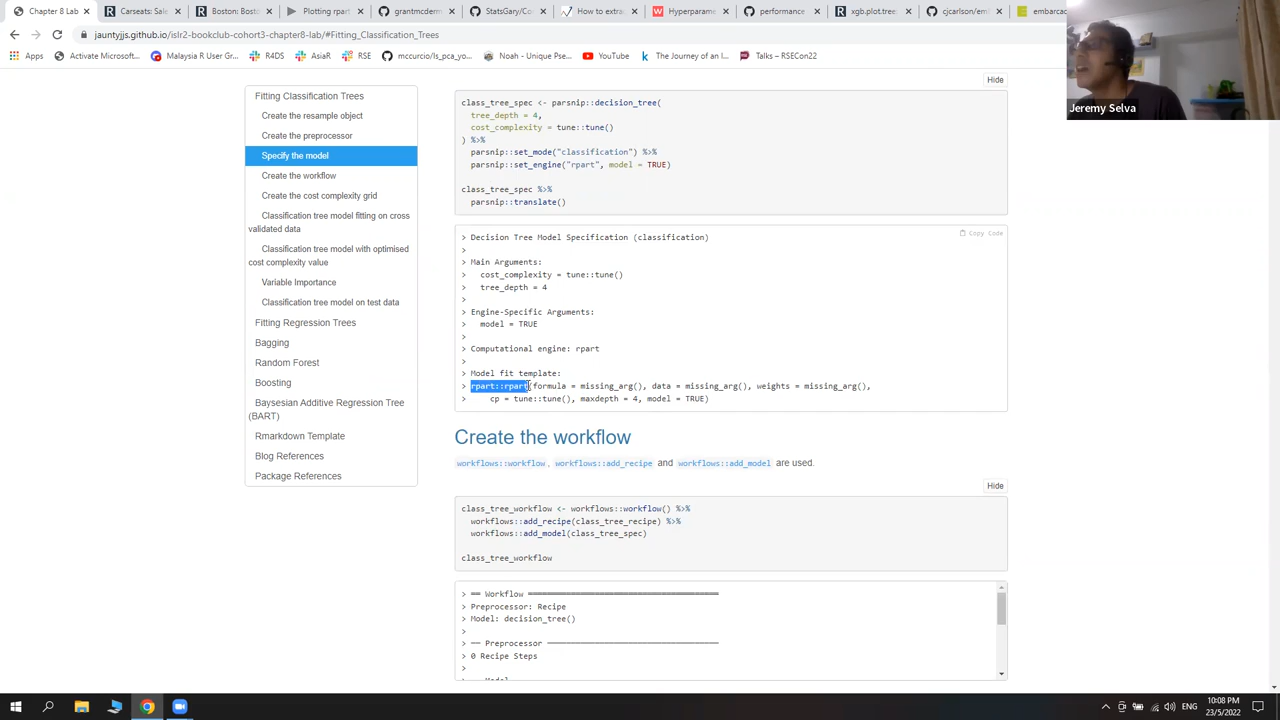 Chapter 8 Lab
Carseats: Sale
Boston: Bosto
Plotting rpart
grantmcderm
StatsGary/Co
How to extra
Hyperparame
performance
xgb.plot.tree
cjcarlson/em
embarcad
jauntyjjs.github.io/islr2-bookclub-cohort3-chapter8-lab/#Fitting_Classification_Trees
Apps
Activate Microsoft...
Malaysia R User Gr...
R4DS
AsiaR
RSE
mccurcio/ls_pca_yo...
Noah - Unique Pse...
YouTube
The Journey of an I...
Talks – RSECon22
Jeremy Selva
Fitting Classification Trees
Create the resample object
Create the preprocessor
Specify the model
Create the workflow
Create the cost complexity grid
Classification tree model fitting on cross
validated data
Classification tree model with optimised
cost complexity value
Variable Importance
Classification tree model on test data
Fitting Regression Trees
Bagging
Random Forest
Boosting
Baysesian Additive Regression Tree
(BART)
Rmarkdown Template
Blog References
Package References
Hide
class_tree_spec <- parsnip::decision_tree(
tree_depth = 4,
cost_complexity = tune::tune()
) %>%
parsnip::set_mode("classification") %>%
parsnip::set_engine("rpart", model = TRUE)
class_tree_spec %>%
parsnip::translate()
Copy Code
> Decision Tree Model Specification (classification)
>
> Main Arguments:
> cost_complexity = tune::tune()
> tree_depth = 4
>
> Engine-Specific Arguments:
> model = TRUE
>
> Computational engine: rpart
>
> Model fit template:
> rpart::rpart(formula = missing_arg(), data = missing_arg(), weights = missing_arg(),
> cp = tune::tune(), maxdepth = 4, model = TRUE)
Create the workflow
workflows::workflow, workflows::add_recipe and workflows::add_model are used.
Hide
class_tree_workflow <- workflows::workflow() %>%
workflows::add_recipe(class_tree_recipe) %>%
workflows::add_model(class_tree_spec)
class_tree_workflow
> ══ Workflow ════════════════════
> Preprocessor: Recipe
> Model: decision_tree()
>
> ── Preprocessor ────────────────────
> 0 Recipe Steps
>
> ── Model
ENG
10:08 PM
23/5/2022